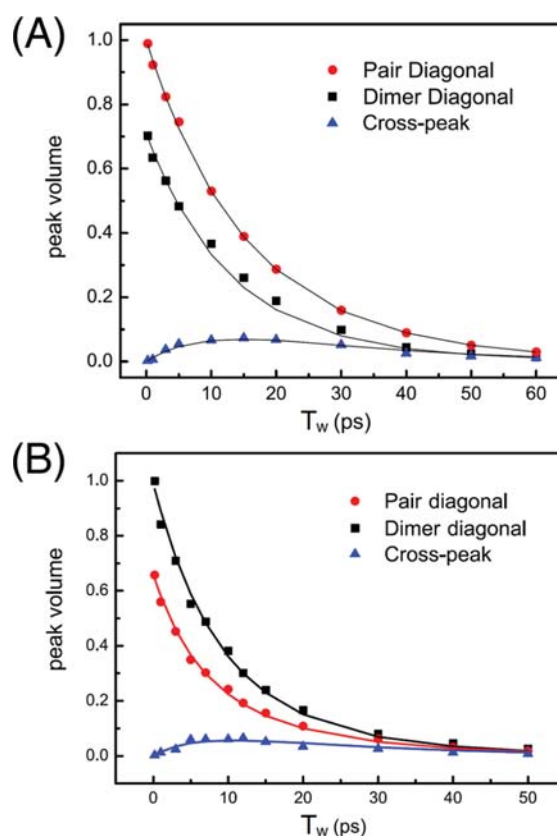 (A)
1.0
0.8
0.6
0.4
0.2
0.0
peak volume
Pair Diagonal
Dimer Diagonal
Cross-peak
0 10 20 30 40 50 60
Tw (ps)
(B)
1.0
0.8
0.6
0.4
0.2
0.0
peak volume
Pair diagonal
Dimer diagonal
Cross-peak
0 10 20 30 40 50
Tw (ps)